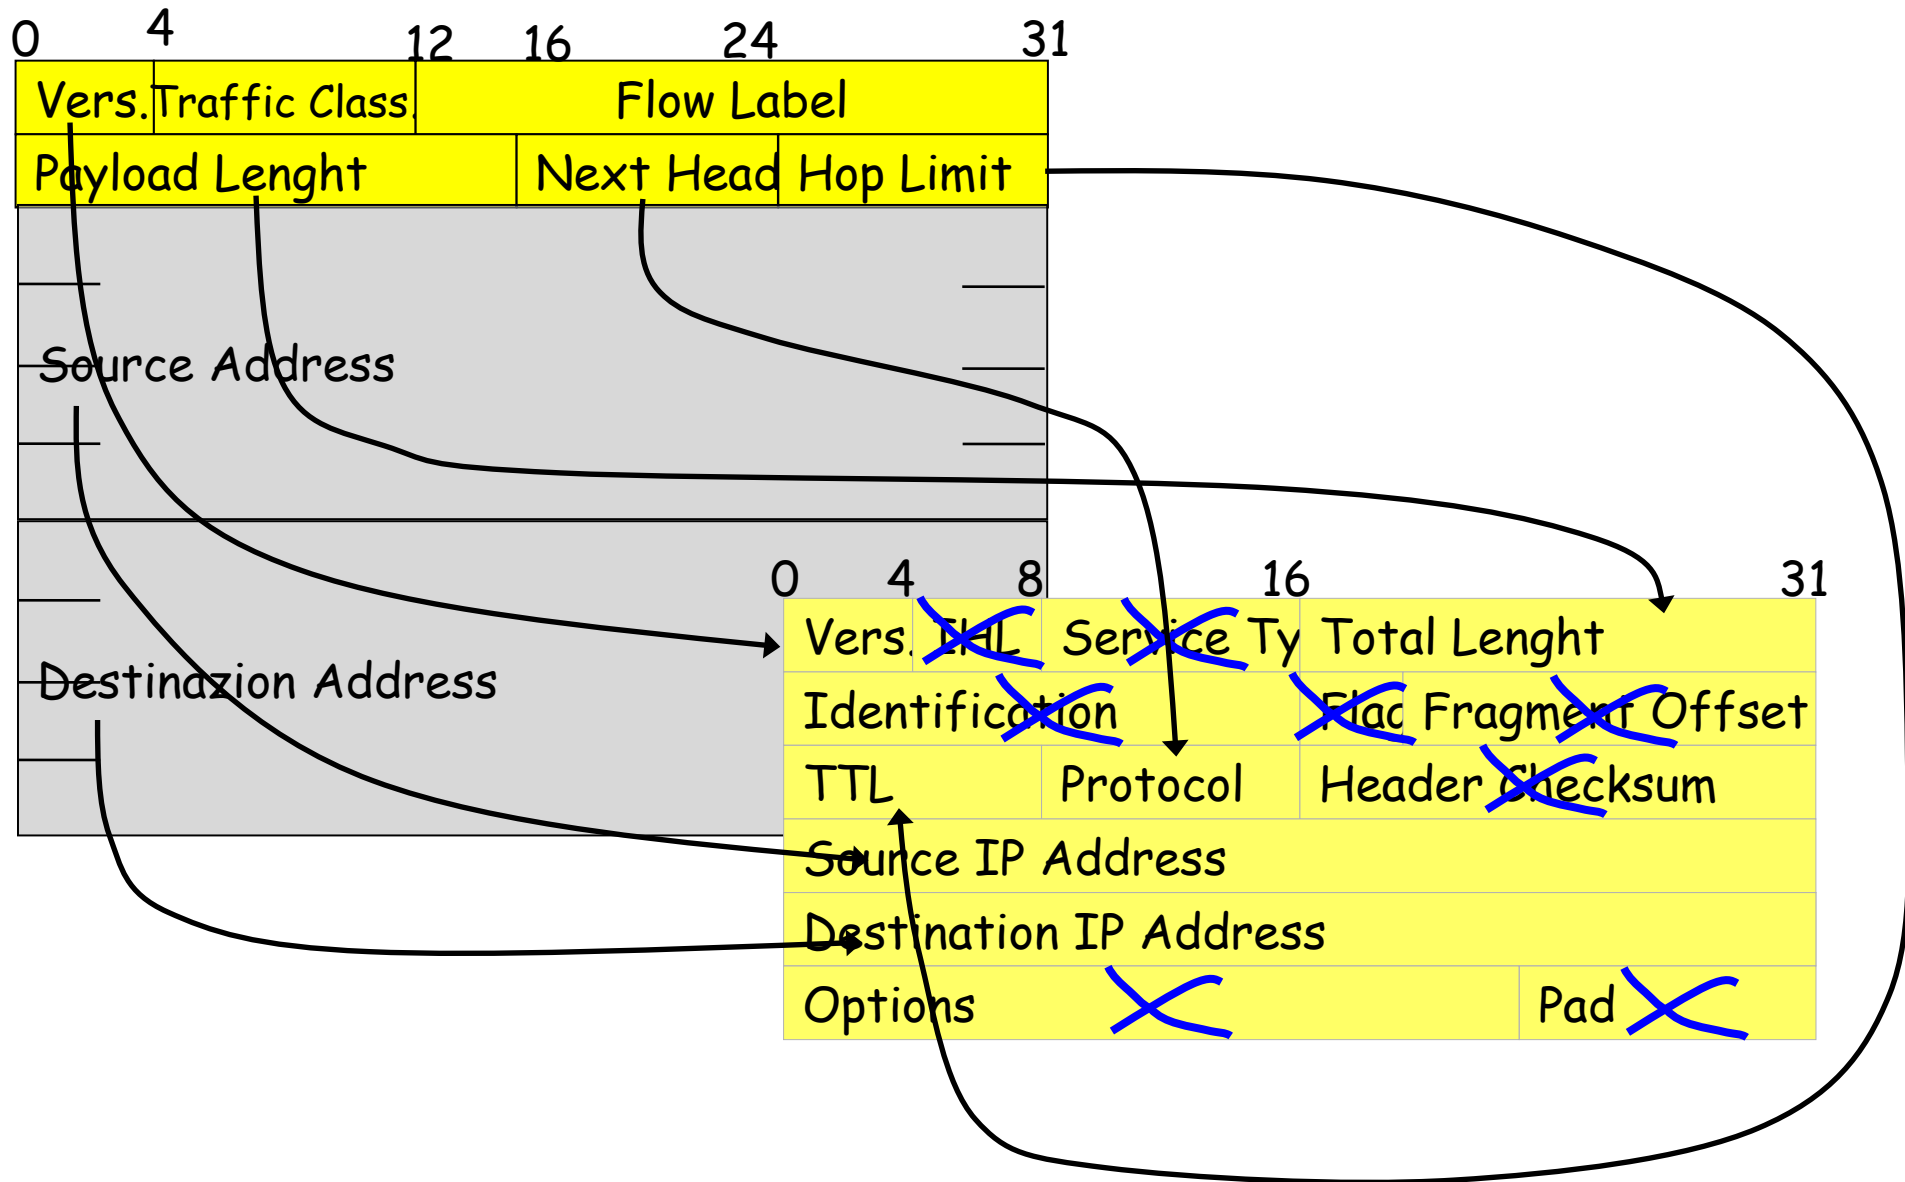 0 4 12 16 24 31
Vers. Traffic Class. Flow Label
Payload Lenght Next Head Hop Limit
Source Address
Destinazion Address
0 4 8 16 31
Vers. IHL Service Ty Total Lenght
Identification Flag Fragment Offset
TTL Protocol Header Checksum
Source IP Address
Destination IP Address
Options Pad